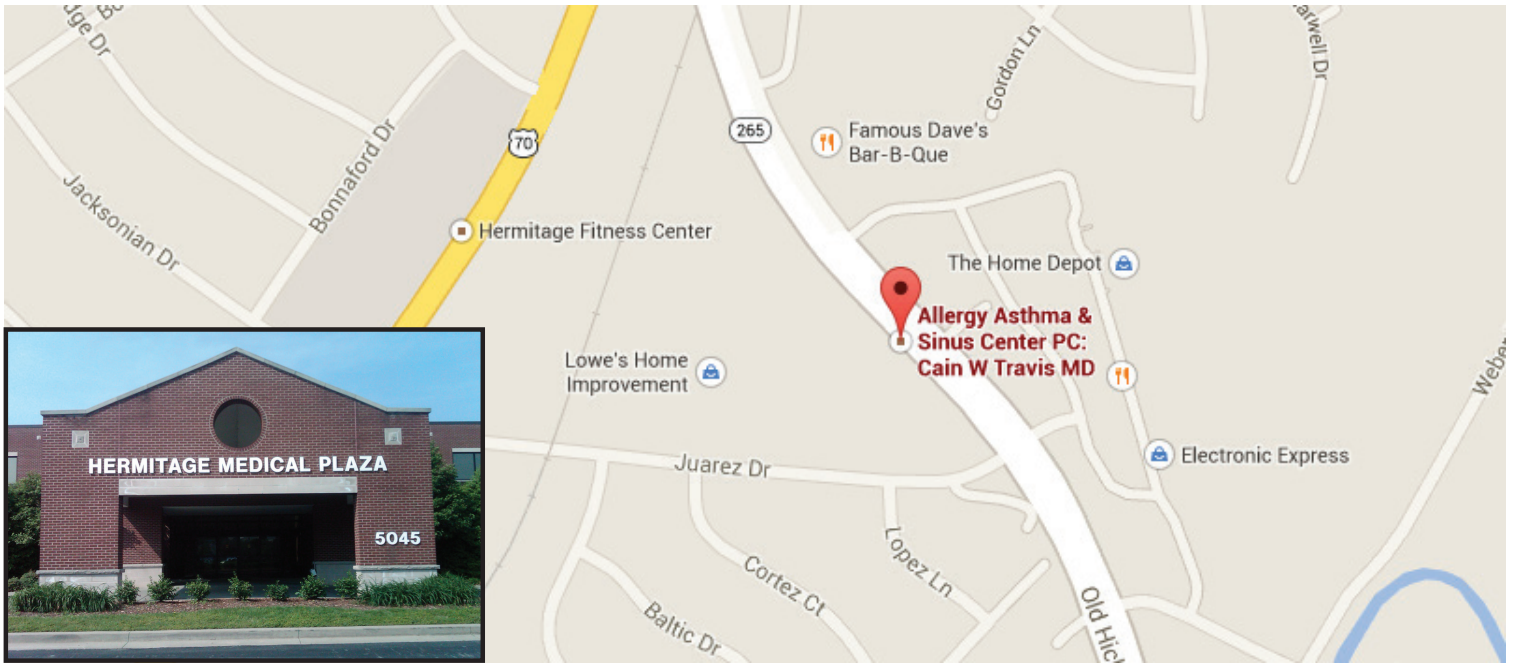 Gordon Ln
Bonnaford Dr
Jacksonian Dr
70
265
Famous Dave's
Bar-B-Que
Hermitage Fitness Center
The Home Depot
Allergy Asthma &
Sinus Center PC:
Cain W Travis MD
Lowe's Home
Improvement
Electronic Express
Juarez Dr
Lopez Ln
Cortez Ct
Baltic Dr
HERMITAGE MEDICAL PLAZA
5045